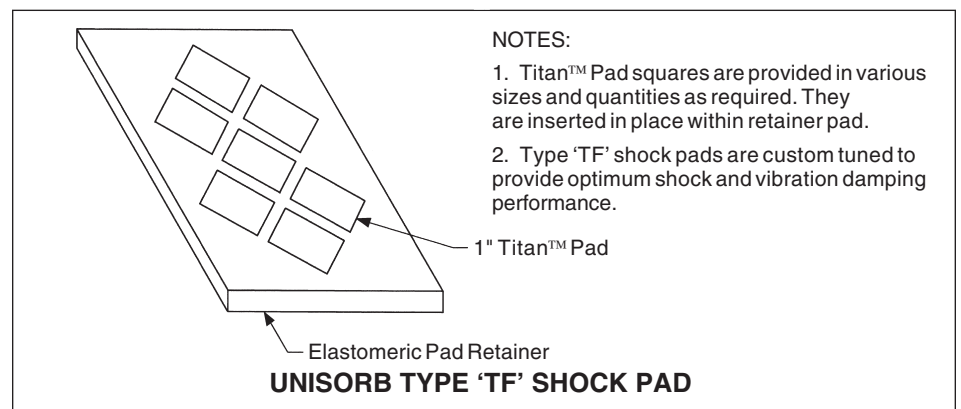 NOTES:
1. Titan™ Pad squares are provided in various
sizes and quantities as required. They
are inserted in place within retainer pad.
2. Type ‘TF’ shock pads are custom tuned to
provide optimum shock and vibration damping
performance.
1" Titan™ Pad
Elastomeric Pad Retainer
UNISORB TYPE ‘TF’ SHOCK PAD